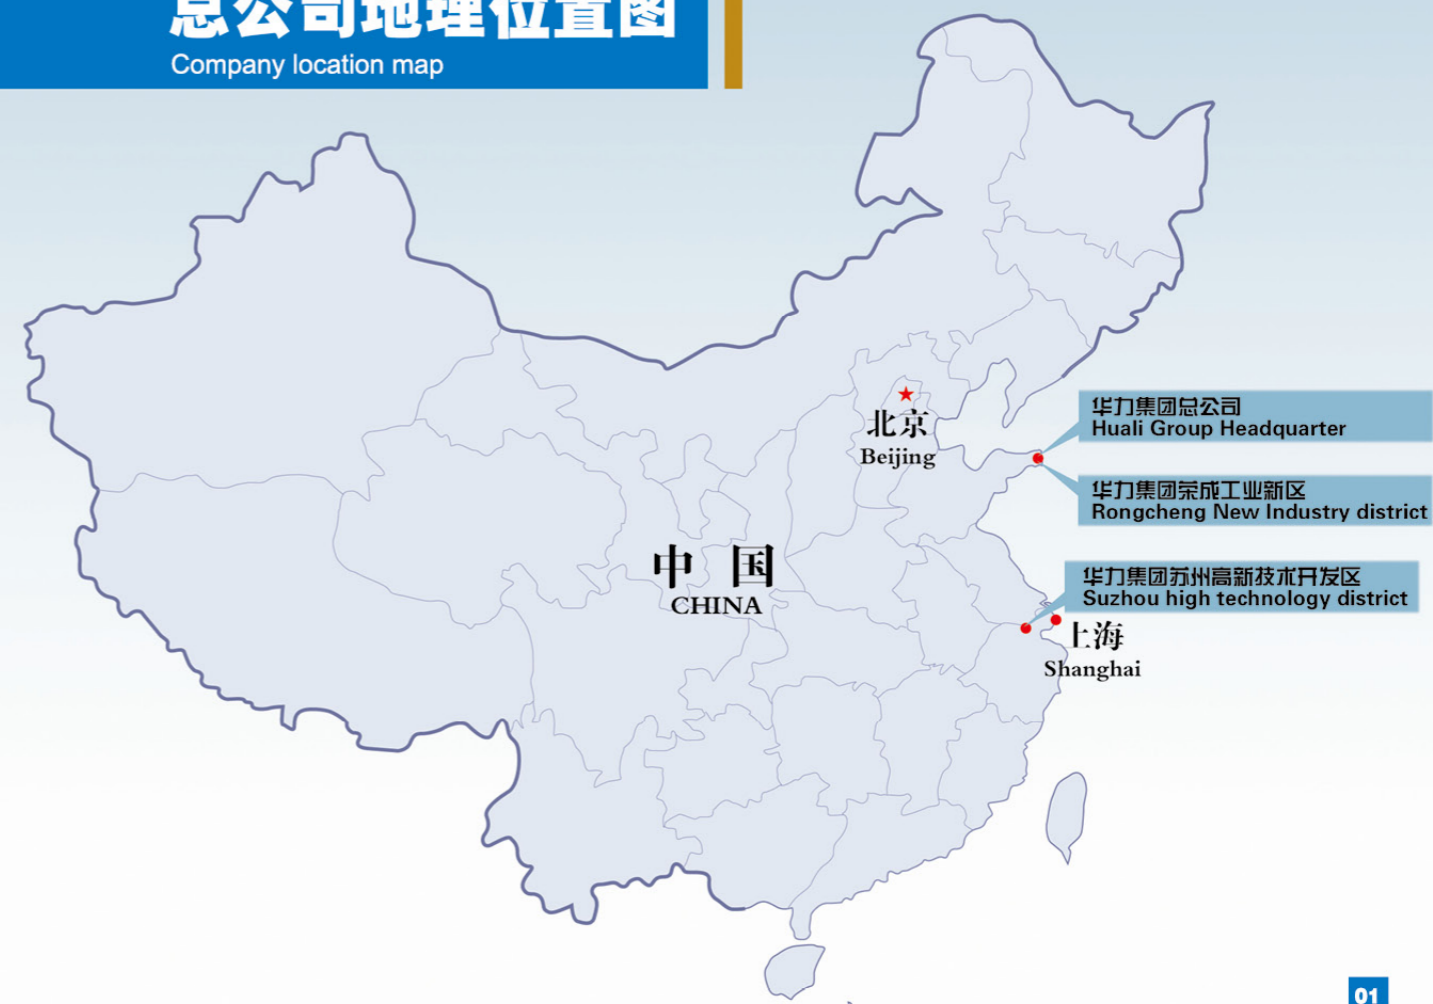 总公司地理位置图
Company location map
华力集团总公司
Huali Group Headquarter
北京
Beijing
华力集团荣成工业新区
Rongcheng New Industry district
中国
CHINA
华力集团苏州高新技术开发区
Suzhou high technology district
上海
Shanghai
01